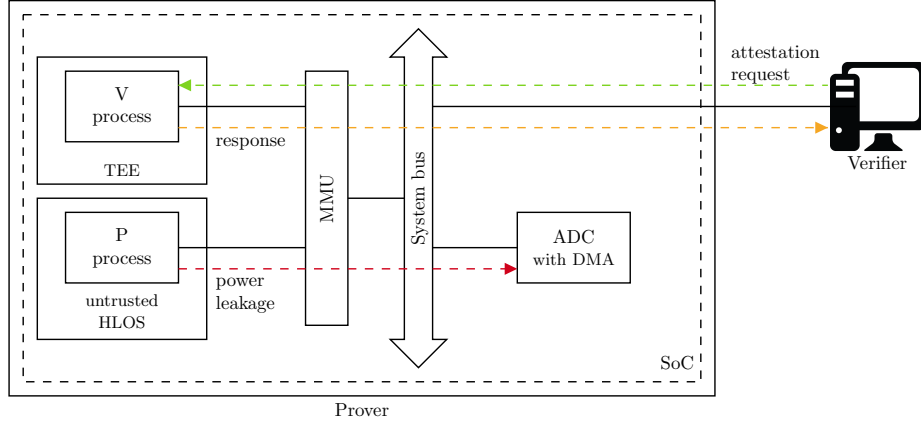 attestation
request
V
process
response
TEE
MMU
System bus
Verifier
P
process
power
leakage
untrusted
HLOS
ADC
with DMA
SoC
Prover